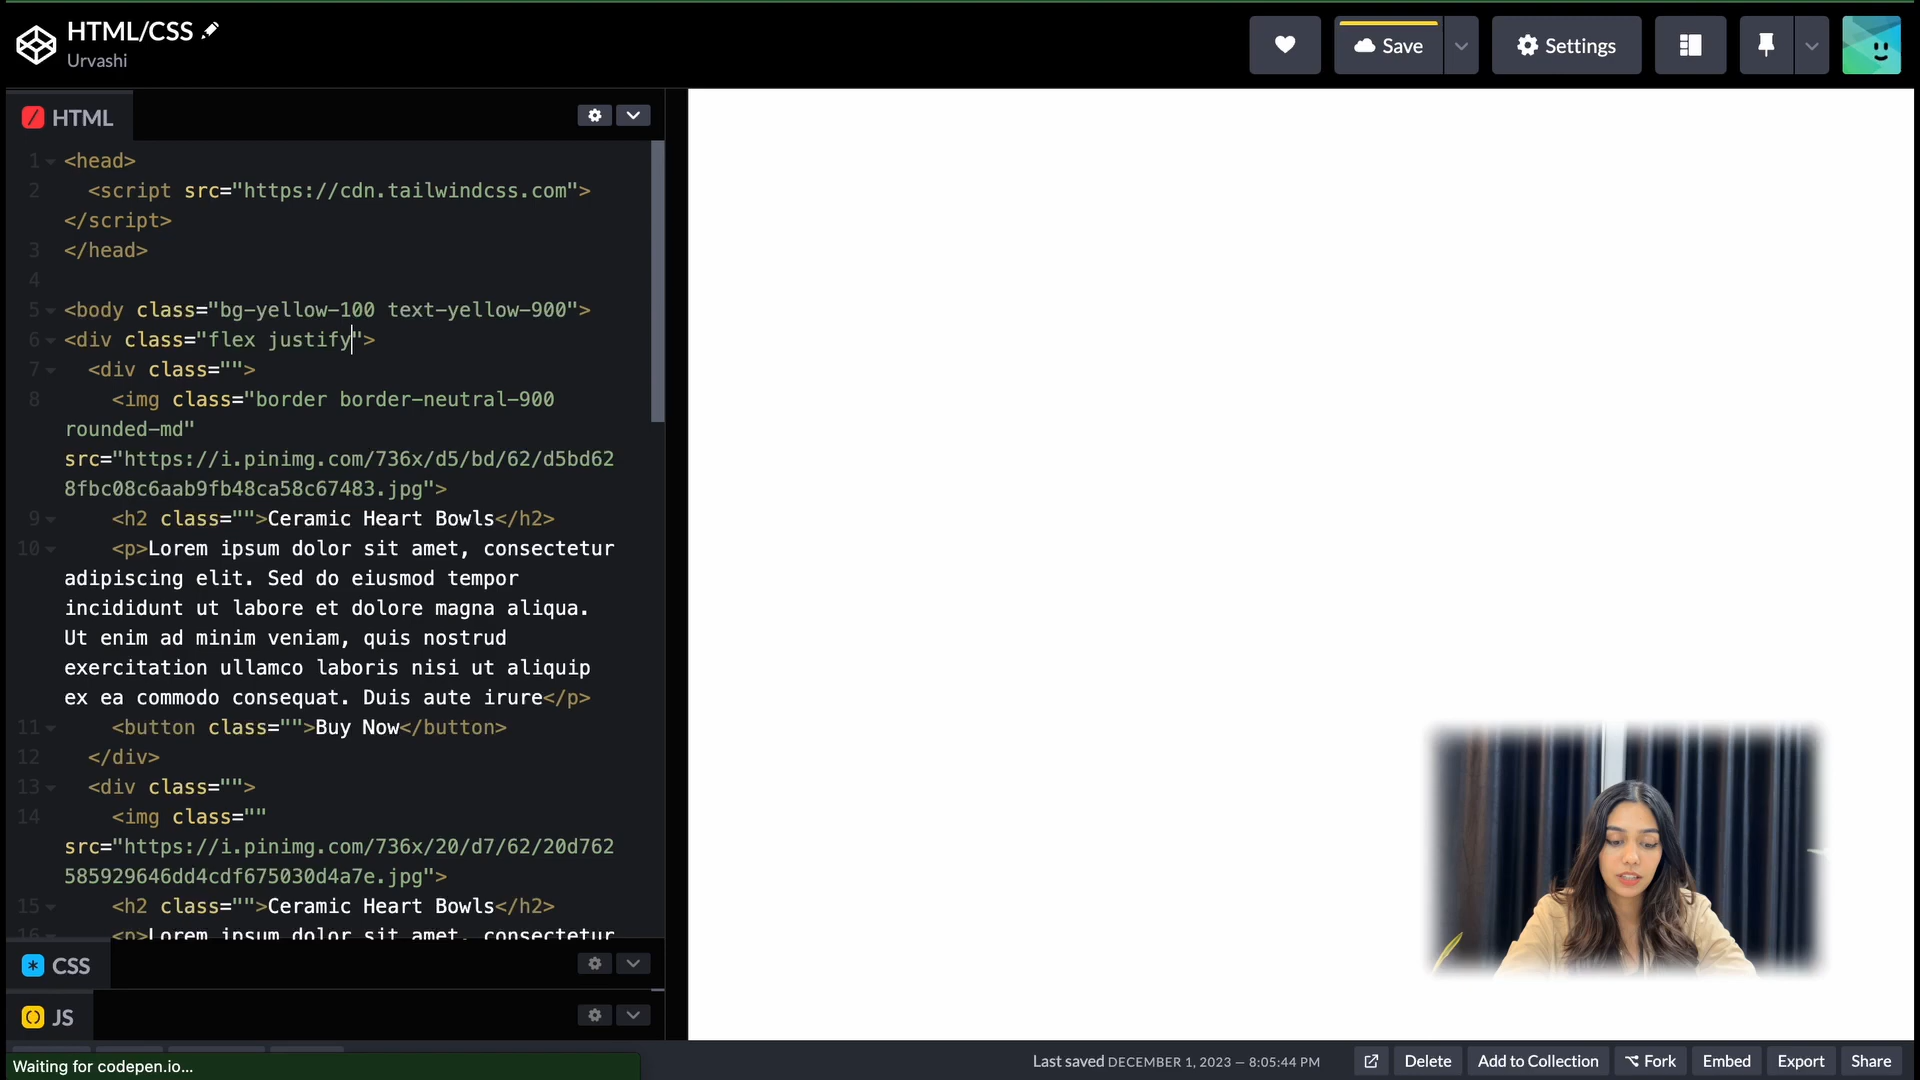 HTML/CSS
Urvashi
Save
Settings
HTML
1 <head>
2 <script src="https://cdn.tailwindcss.com">
</script>
3 </head>
4
5 <body class="bg-yellow-100 text-yellow-900">
6 <div class="flex justify">
7 <div class="">
8 <img class="border border-neutral-900
rounded-md"
src="https://i.pinimg.com/736x/d5/bd/62/d5bd62
8fbc08c6aab9fb48ca58c67483.jpg">
9 <h2 class="">Ceramic Heart Bowls</h2>
10 <p>Lorem ipsum dolor sit amet, consectetur
adipiscing elit. Sed do eiusmod tempor
incididunt ut labore et dolore magna aliqua.
Ut enim ad minim veniam, quis nostrud
exercitation ullamco laboris nisi ut aliquip
ex ea commodo consequat. Duis aute irure</p>
11 <button class="">Buy Now</button>
12 </div>
13 <div class="">
14 <img class=""
src="https://i.pinimg.com/736x/20/d7/62/20d762
585929646dd4cdf675030d4a7e.jpg">
15 <h2 class="">Ceramic Heart Bowls</h2>
16 <p>Lorem ipsum dolor sit amet, consectetur
CSS
JS
Waiting for codepen.io...
Last saved DECEMBER 1, 2023 — 8:05:44 PM
Delete
Add to Collection
Fork
Embed
Export
Share